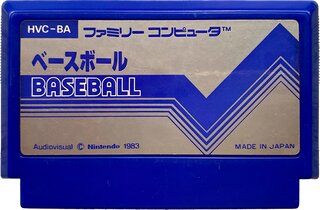 HVC-BA
ファミリー コンピュータ™
ベースボール
BASEBALL
Audiovisual © Nintendo 1983
MADE IN JAPAN